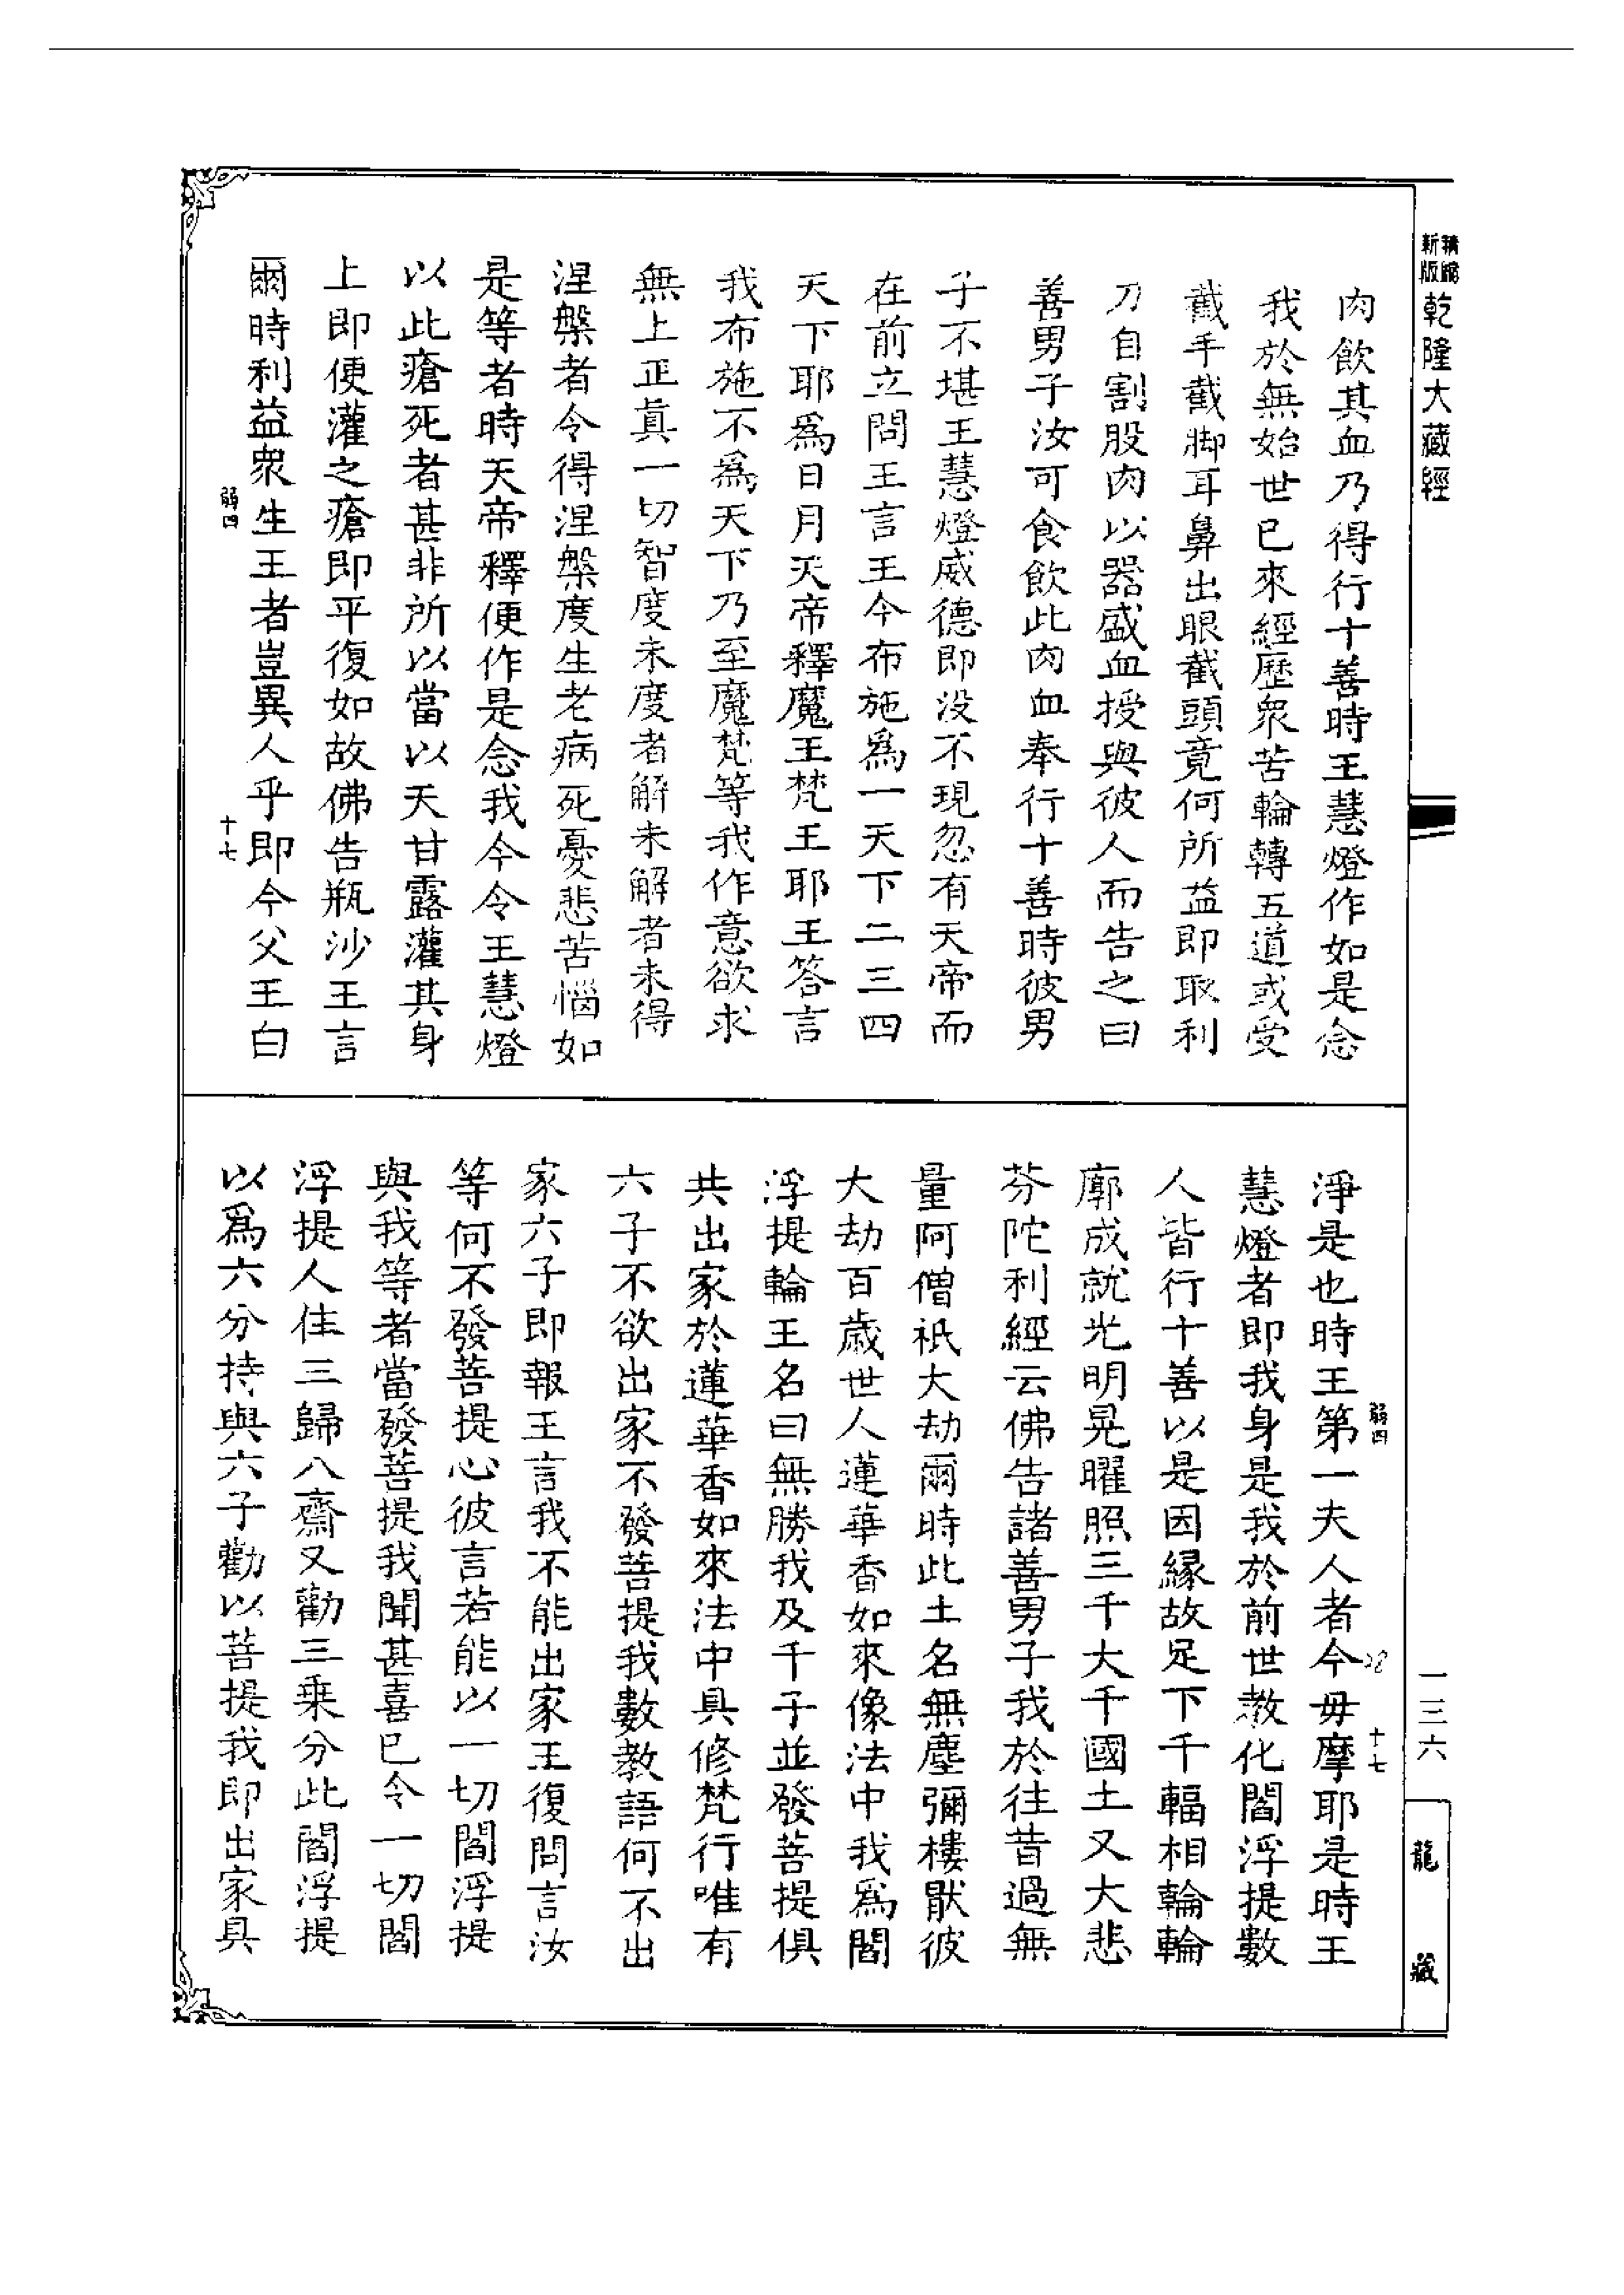 新版精縮乾隆大藏經
肉飲其血乃得行十善時王慧燈作如是念
我於無始世已來經歷衆苦輪轉五道或受
截手截脚耳鼻出眼截頭竟何所益即取利
刀自割股肉以器盛血授與彼人而告之曰
善男子汝可食飲此肉血奉行十善時彼男
子不堪王慧燈威德即没不現忽有天帝而
在前立問王言王今布施爲一天下二三四
天下耶爲日月天帝釋魔王梵王耶王答言
我布施不爲天下乃至魔梵等我作意欲求
無上正真一切智度未度者解未解者未得
涅槃者令得涅槃度生老病死憂悲苦惱如
是等者時天帝釋便作是念我今令王慧燈
以此瘡死者甚非所以當以天甘露灌其身
上即便灌之瘡即平復如故佛告瓶沙王言
爾時利益衆生王者豈異人乎即今父王白
弱四 十七
弱四 十七
淨是也時王第一夫人者今毋摩耶是時王
慧燈者即我身是我於前世教化閻浮提數
人皆行十善以是因縁故足下千輻相輪輪
廓成就光明晃曜照三千大千國土又大悲
芬陀利經云佛告諸善男子我於往昔過無
量阿僧祇大劫爾時此土名無塵彌樓猒彼
大劫百歳世人蓮華香如來像法中我爲閻
浮提輪王名曰無勝我及千子並發菩提俱
共出家於蓮華香如來法中具修梵行唯有
六子不欲出家不發菩提我數教語何不出
家六子即報王言我不能出家王復問言汝
等何不發菩提心彼言若能以一切閻浮提
與我等者當發菩提我聞甚喜已令一切閻
浮提人住三歸八齋又勸三乗分此閻浮提
以爲六分持與六子勸以菩提我即出家具
一三六
龍藏